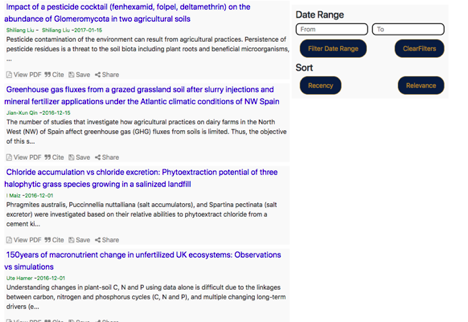 Impact of a pesticide cocktail (fenhexamid, folpel, deltamethrin) on the
abundance of Glomeromycota in two agricultural soils
Shiliang Liu ~ Shiliang Liu ~2017-01-15
Pesticide contamination of the environment can result from agricultural practices. Persistence of
pesticide residues is a threat to the soil biota including plant roots and beneficial microorganisms,
...
View PDF Cite Save Share
Greenhouse gas fluxes from a grazed grassland soil after slurry injections and
mineral fertilizer applications under the Atlantic climatic conditions of NW Spain
Jian-Kun Qin ~2016-12-15
The number of studies that investigate how agricultural practices on dairy farms in the North
West (NW) of Spain affect greenhouse gas (GHG) fluxes from soils is limited. Thus, the objective
of this s...
View PDF Cite Save Share
Chloride accumulation vs chloride excretion: Phytoextraction potential of three
halophytic grass species growing in a salinized landfill
I Maiz ~2016-12-01
Phragmites australis, Puccinnellia nuttaliana (salt accumulators), and Spartina pectinata (salt
excretor) were investigated based on their relative abilities to phytoextract chloride from a
cement ki...
View PDF Cite Save Share
150years of macronutrient change in unfertilized UK ecosystems: Observations
vs simulations
Ute Hamer ~2016-12-01
Understanding changes in plant-soil C, N and P using data alone is difficult due to the linkages
between carbon, nitrogen and phosphorus cycles (C, N and P), and multiple changing long-term
drivers (e...
View PDF Cite Save Share
Date Range
From To
Filter Date Range ClearFliters
Sort
Recency Relevance